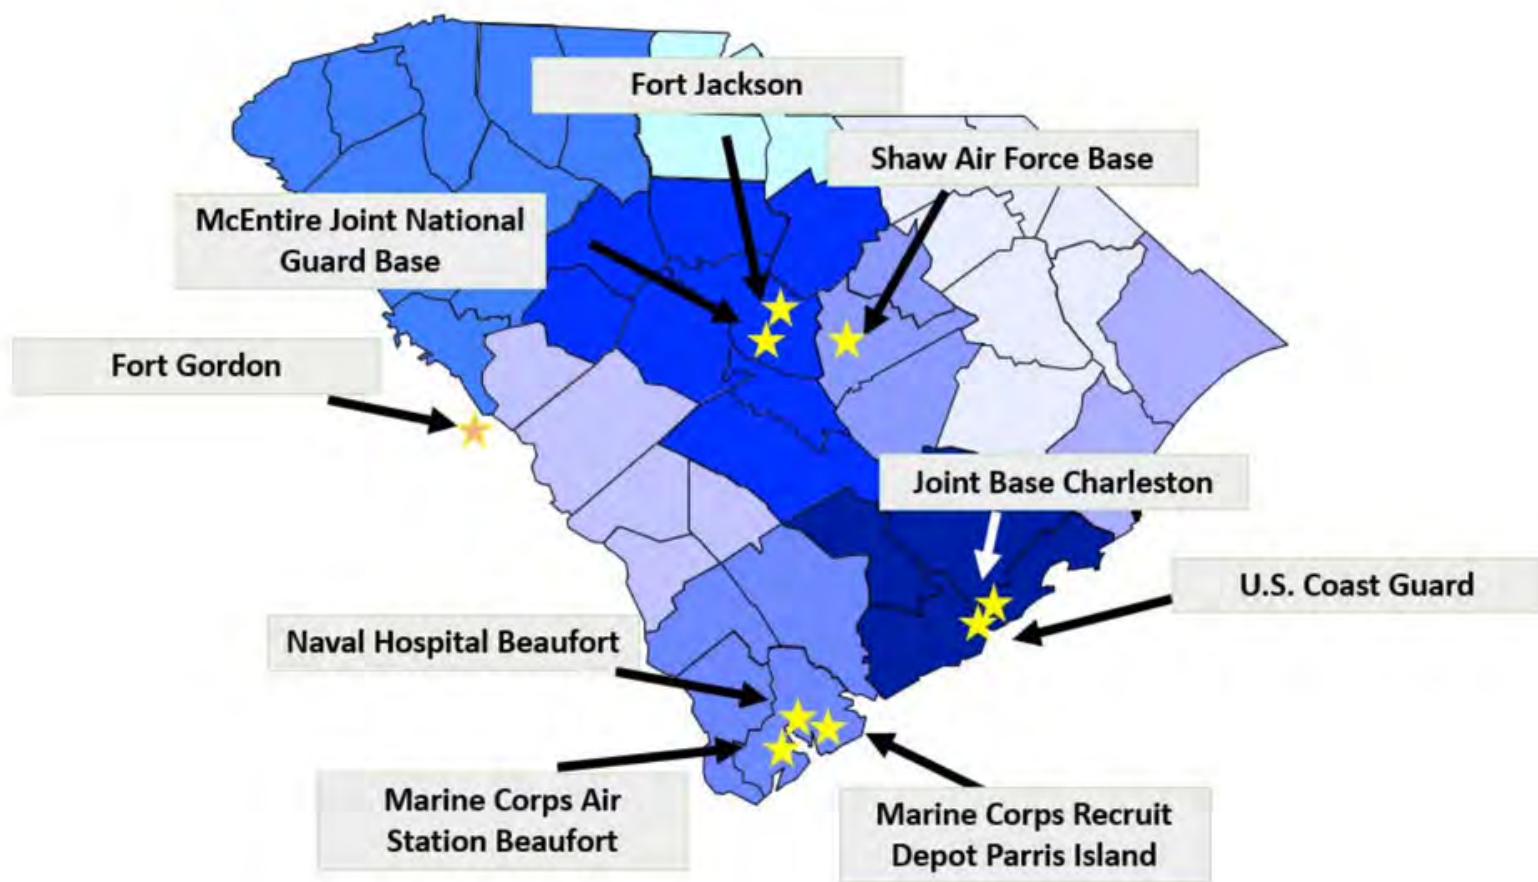 Fort Jackson
Shaw Air Force Base
McEntire Joint National
Guard Base
Fort Gordon
Joint Base Charleston
U.S. Coast Guard
Naval Hospital Beaufort
Marine Corps Air
Station Beaufort
Marine Corps Recruit
Depot Parris Island